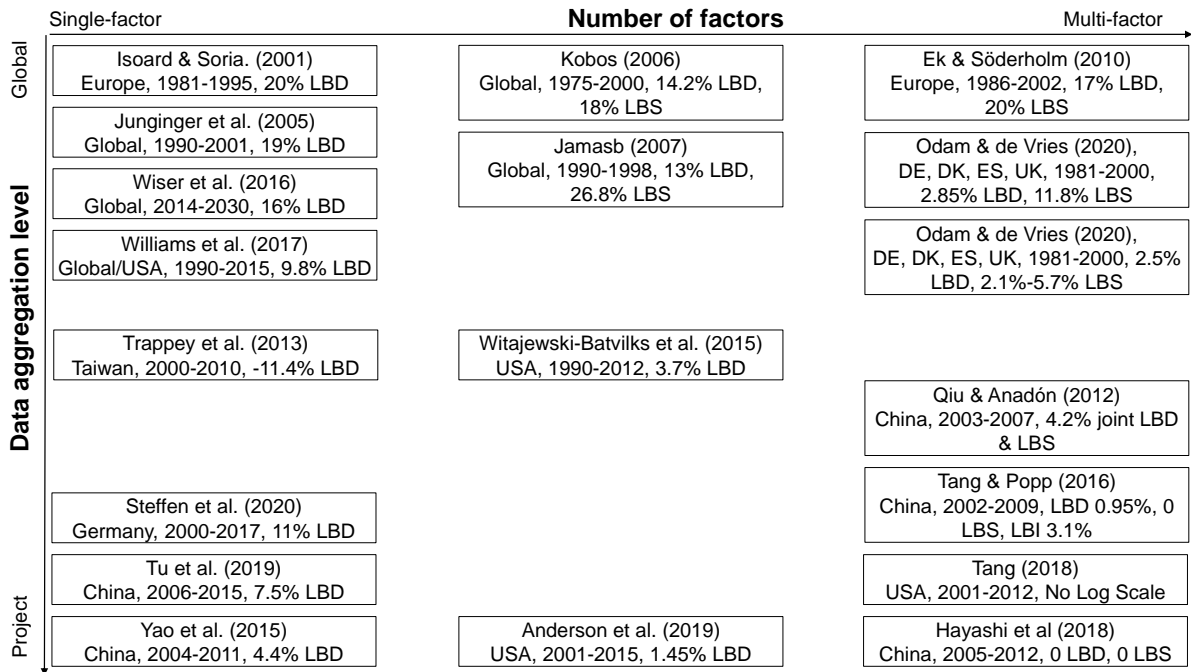 Single-factor
Number of factors
Multi-factor
Global
Data aggregation level
Project
Isoard & Soria. (2001)
Europe, 1981-1995, 20% LBD
Junginger et al. (2005)
Global, 1990-2001, 19% LBD
Wiser et al. (2016)
Global, 2014-2030, 16% LBD
Williams et al. (2017)
Global/USA, 1990-2015, 9.8% LBD
Trappey et al. (2013)
Taiwan, 2000-2010, -11.4% LBD
Steffen et al. (2020)
Germany, 2000-2017, 11% LBD
Tu et al. (2019)
China, 2006-2015, 7.5% LBD
Yao et al. (2015)
China, 2004-2011, 4.4% LBD
Kobos (2006)
Global, 1975-2000, 14.2% LBD,
18% LBS
Jamasb (2007)
Global, 1990-1998, 13% LBD,
26.8% LBS
Witajewski-Batvilks et al. (2015)
USA, 1990-2012, 3.7% LBD
Anderson et al. (2019)
USA, 2001-2015, 1.45% LBD
Ek & Söderholm (2010)
Europe, 1986-2002, 17% LBD,
20% LBS
Odam & de Vries (2020),
DE, DK, ES, UK, 1981-2000,
2.85% LBD, 11.8% LBS
Odam & de Vries (2020),
DE, DK, ES, UK, 1981-2000, 2.5%
LBD, 2.1%-5.7% LBS
Qiu & Anadón (2012)
China, 2003-2007, 4.2% joint LBD
& LBS
Tang & Popp (2016)
China, 2002-2009, LBD 0.95%, 0
LBS, LBI 3.1%
Tang (2018)
USA, 2001-2012, No Log Scale
Hayashi et al (2018)
China, 2005-2012, 0 LBD, 0 LBS